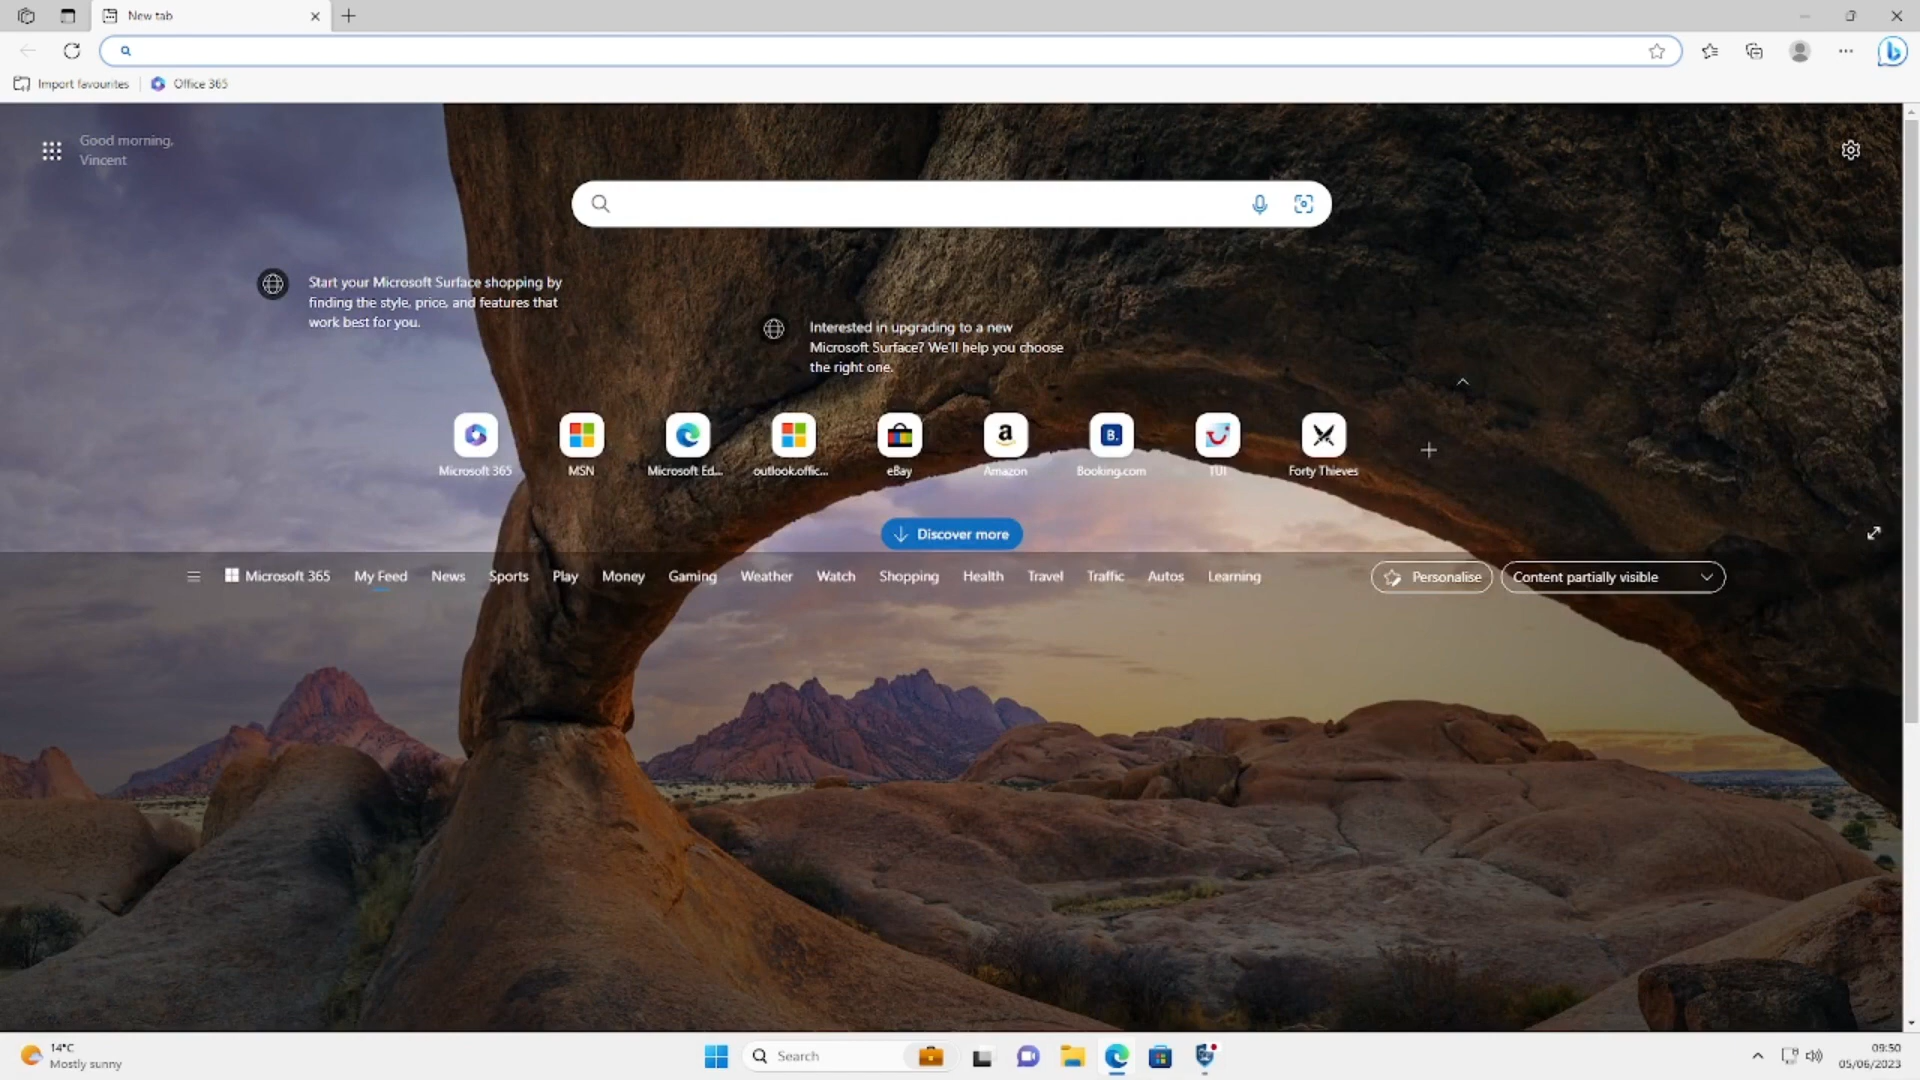 New tab
Import favourites
Office 365
Good morning,
Vincent
Start your Microsoft Surface shopping by
finding the style, price, and features that
work best for you.
Interested in upgrading to a new
Microsoft Surface? We'll help you choose
the right one.
Microsoft 365
MSN
Microsoft Ed...
outlook.offic...
eBay
a
Amazon
B.
Booking.com
TUI
Forty Thieves
Discover more
Microsoft 365
My Feed
News
Sports
Play
Money
Gaming
Weather
Watch
Shopping
Health
Travel
Traffic
Autos
Learning
Personalise
Content partially visible
14°C
Mostly sunny
Search
09:50
05/06/2023